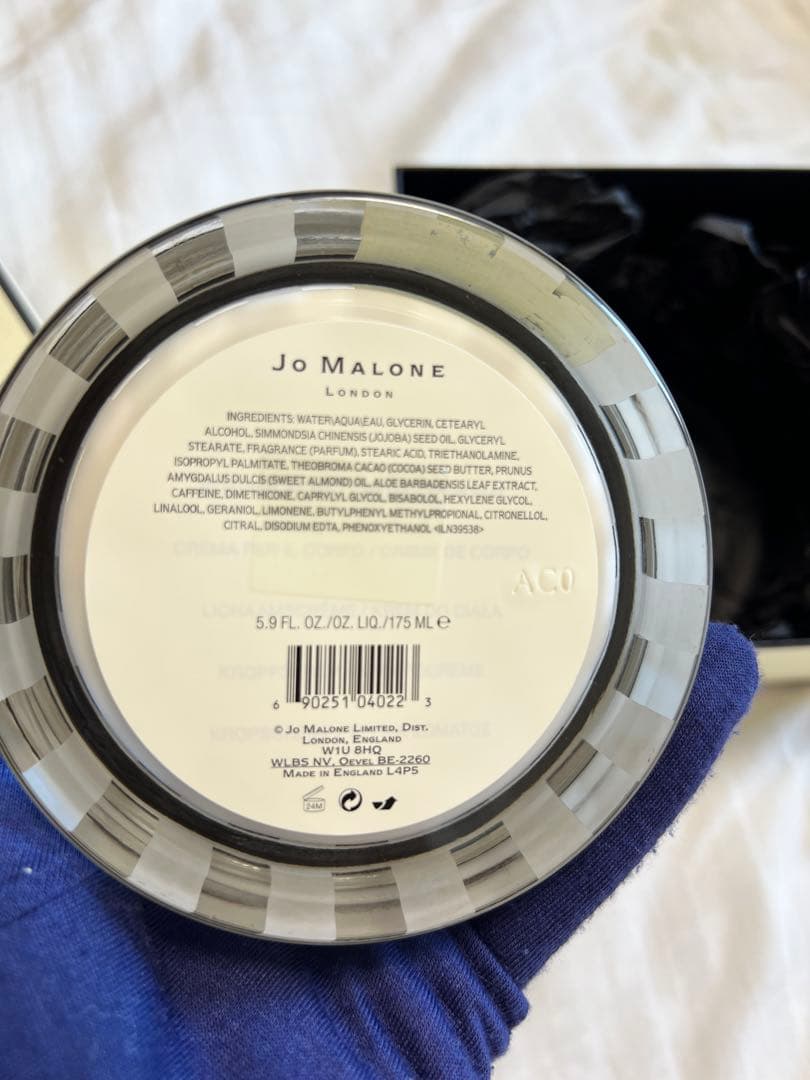 JO MALONE
LONDON
INGREDIENTS: WATER\AQUA\EAU, GLYCERIN, CETEARYL
ALCOHOL, SIMMONDSIA CHINENSIS (JOJOBA) SEED OIL, GLYCERYL
STEARATE, FRAGRANCE (PARFUM), STEARIC ACID, TRIETHANOLAMINE,
ISOPROPYL PALMITATE, THEOBROMA CACAO (COCOA) SEED BUTTER, PRUNUS
AMYGDALUS DULCIS (SWEET ALMOND) OIL, ALOE BARBADENSIS LEAF EXTRACT,
CAFFEINE, DIMETHICONE, CAPRYLYL GLYCOL, BISABOLOL, HEXYLENE GLYCOL,
LINALOOL, GERANIOL, LIMONENE, BUTYLPHENYL METHYLPROPIONAL, CITRONELLOL,
CITRAL, DISODIUM EDTA, PHENOXYETHANOL <ILN39538>
AC0
5.9 FL. OZ./OZ. LIQ./175 ML ℮
6 90251 04022 3
© JO MALONE LIMITED, DIST.
LONDON, ENGLAND
W1U 8HQ
WLBS NV, OEVEL BE-2260
MADE IN ENGLAND L4P5
24M